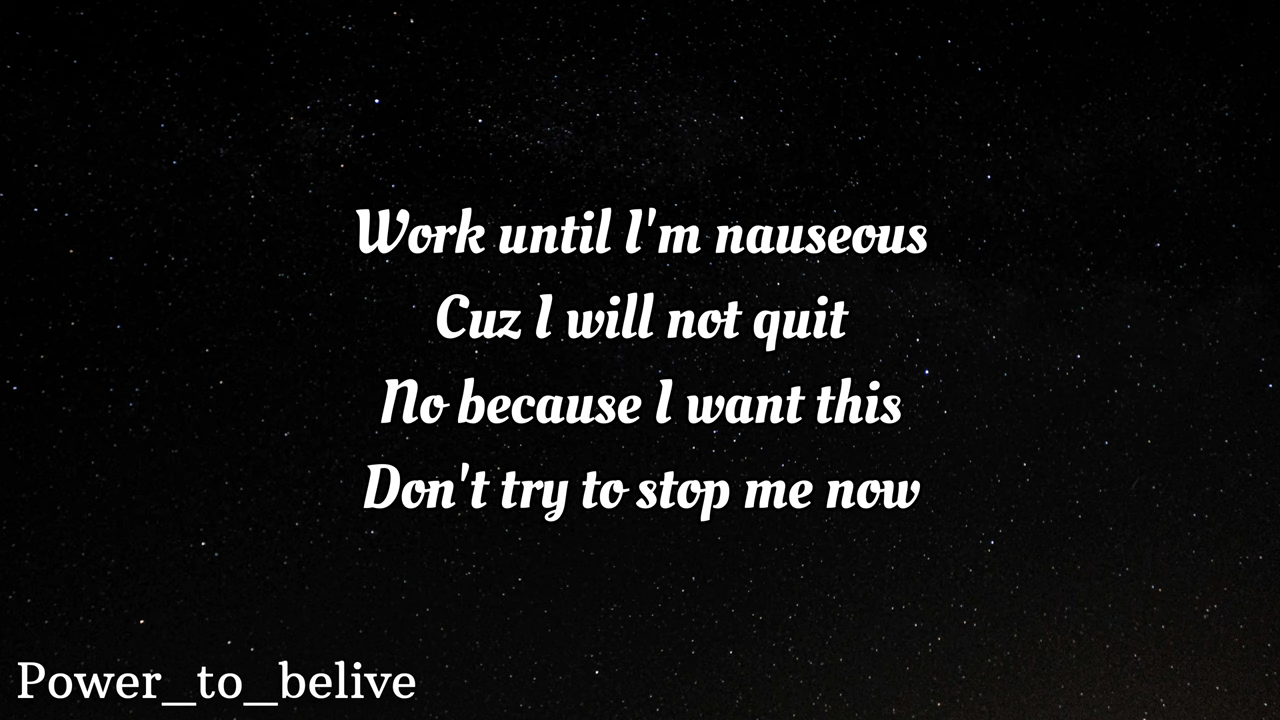 Work until I'm nauseous
Cuz I will not quit
No because I want this
Don't try to stop me now
Power_to_belive